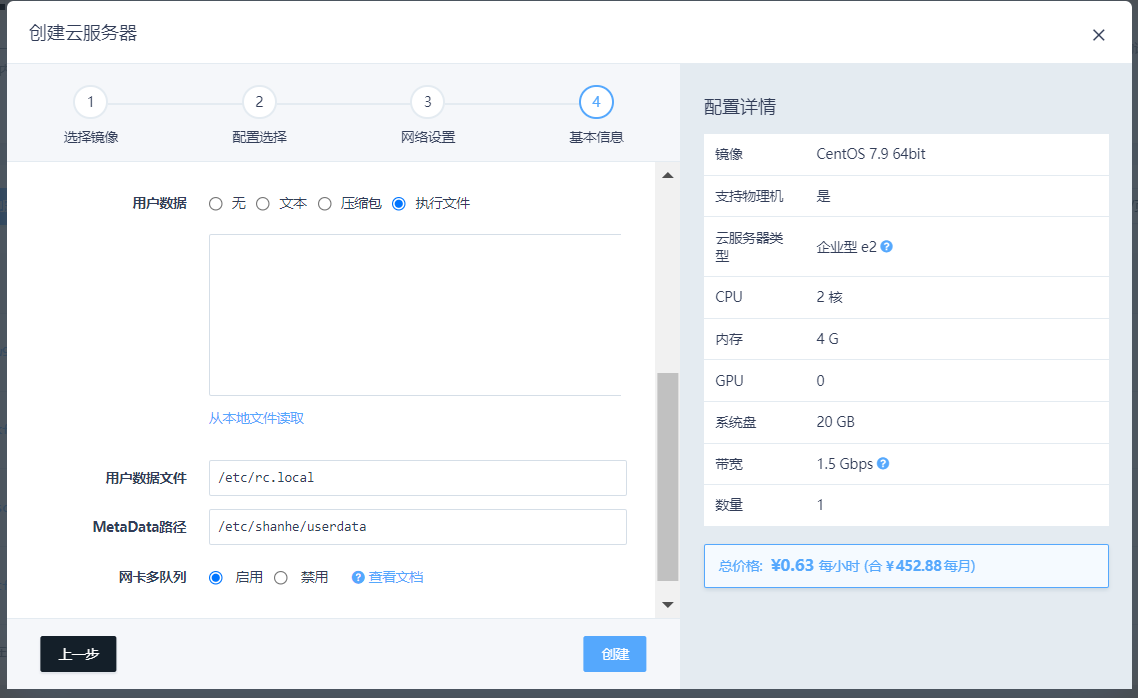 创建云服务器
1
2
3
4
选择镜像
配置选择
网络设置
基本信息
用户数据 无 文本 压缩包 执行文件
从本地文件读取
用户数据文件 /etc/rc.local
MetaData路径 /etc/shanhe/userdata
网卡多队列 启用 禁用 ? 查看文档
上一步
创建
配置详情
镜像 CentOS 7.9 64bit
支持物理机 是
云服务器类
型
企业型 e2 ?
CPU 2 核
内存 4 G
GPU 0
系统盘 20 GB
带宽 1.5 Gbps ?
数量 1
总价格: ¥0.63 每小时 (合 ¥452.88 每月)